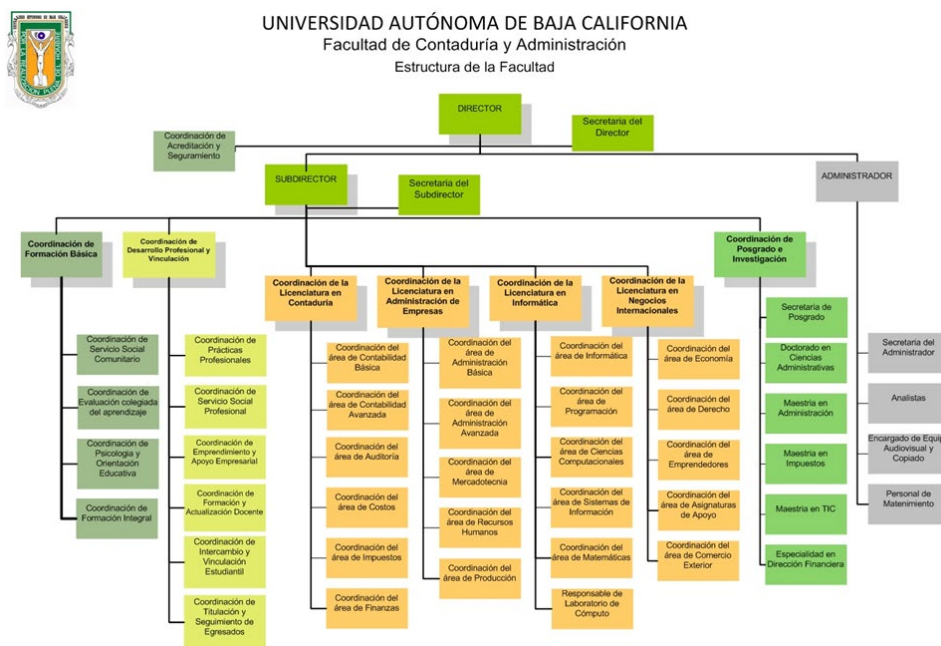 UNIVERSIDAD AUTÓNOMA DE BAJA CALIFORNIA
Facultad de Contaduría y Administración
Estructura de la Facultad
DIRECTOR
Secretaria del
Director
Coordinación de
Acreditación y
Seguramiento
SUBDIRECTOR
Secretaria del
Subdirector
ADMINISTRADOR
Coordinación de
Formación Básica
Coordinación de
Desarrollo Profesional y
Vinculación
Coordinación de
Posgrado e
Investigación
Coordinación de la
Licenciatura en
Contaduría
Coordinación de la
Licenciatura en
Administración de
Empresas
Coordinación de la
Licenciatura en
Informática
Coordinación de la
Licenciatura en
Negocios
Internacionales
Coordinación de
Servicio Social
Comunitario
Coordinación de
Evaluación colegiada
del aprendizaje
Coordinación de
Psicologia y
Orientación
Educativa
Coordinación de
Formación Integral
Coordinación de
Prácticas
Profesionales
Coordinación de
Servicio Social
Profesional
Coordinación de
Emprendimiento y
Apoyo Empresarial
Coordinación de
Formación y
Actualización Docente
Coordinación de
Intercambio y
Vinculación
Estudiantil
Coordinación de
Titulación y
Seguimiento de
Egresados
Coordinación del
área de Contabilidad
Básica
Coordinación del
área de Contabilidad
Avanzada
Coordinación del
área de Auditoría
Coordinación del
área de Costos
Coordinación del
área de Impuestos
Coordinación del
área de Finanzas
Coordinación del
área de
Administración
Básica
Coordinación del
área de
Administración
Avanzada
Coordinación del
área de
Mercadotecnia
Coordinación del
área de Recursos
Humanos
Coordinación del
área de Producción
Coordinación del
área de Informática
Coordinación del
área de
Programación
Coordinación del
área de Ciencias
Computacionales
Coordinación del
área de Sistemas de
Información
Coordinación del
área de Matemáticas
Responsable de
Laboratorio de
Cómputo
Coordinación del
área de Economía
Coordinación del
área de Derecho
Coordinación del
área de
Emprendedores
Coordinación del
área de Asignaturas
de Apoyo
Coordinación del
área de Comercio
Exterior
Secretaria de
Posgrado
Doctorado en
Ciencias
Administrativas
Maestria en
Administración
Maestria en
Impuestos
Maestria en TIC
Especialidad en
Dirección Financiera
Secretaria del
Administrador
Analistas
Encargado de Equip
Audiovisual y
Copiado
Personal de
Matenimiento